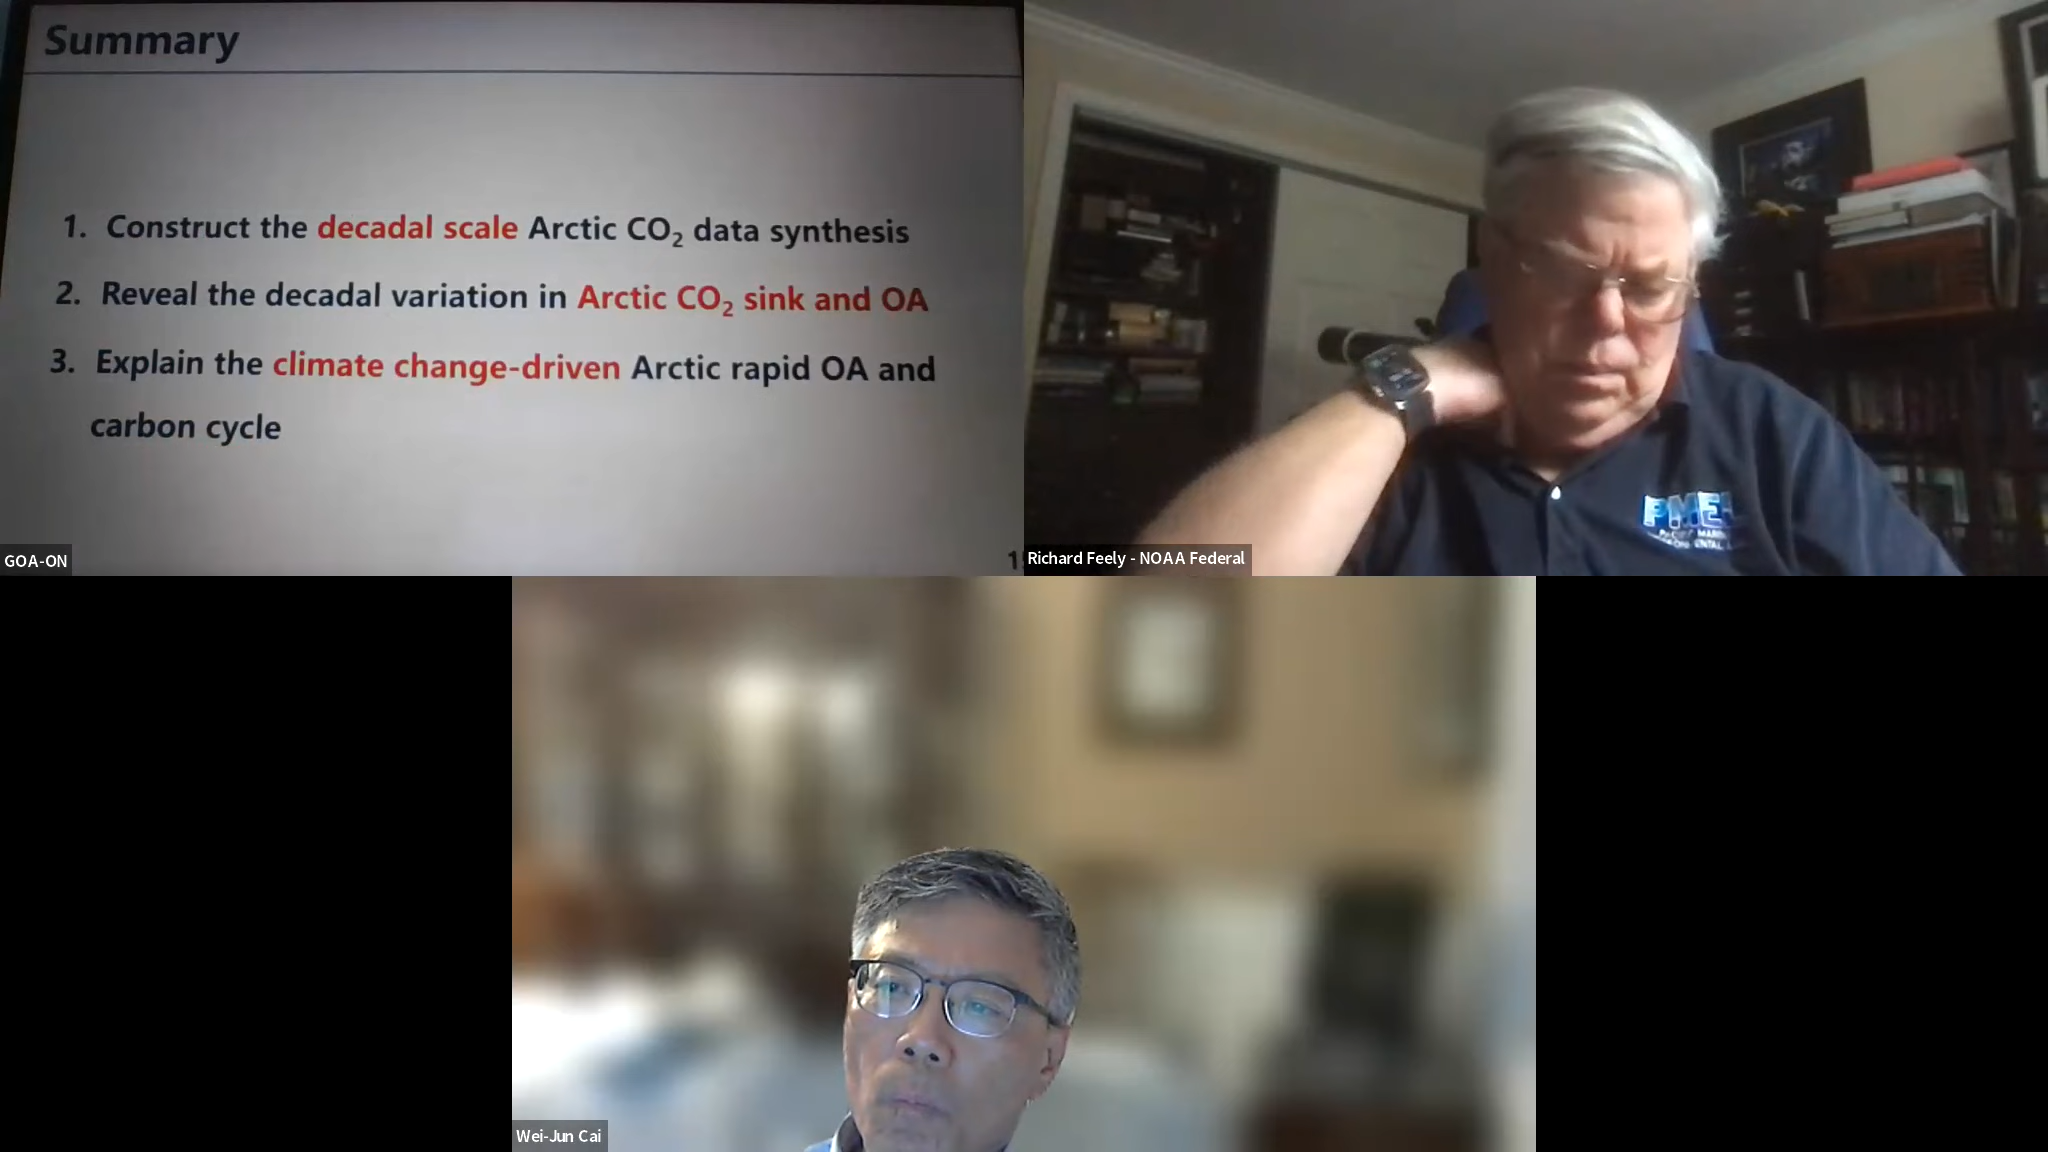 Summary
1. Construct the decadal scale Arctic CO₂ data synthesis
2. Reveal the decadal variation in Arctic CO₂ sink and OA
3. Explain the climate change-driven Arctic rapid OA and
carbon cycle
GOA-ON
Richard Feely - NOAA Federal
PMEL
Wei-Jun Cai